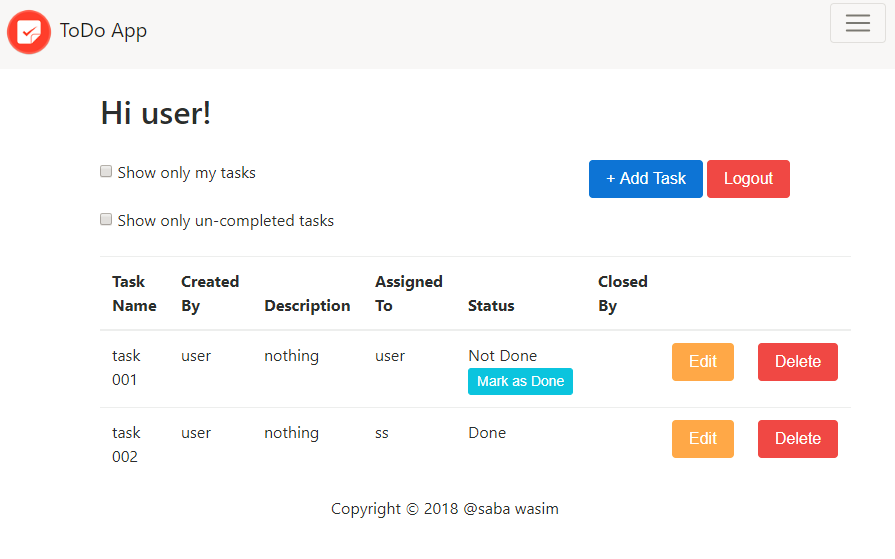 ToDo App
Hi user!
Show only my tasks
+ Add Task Logout
Show only un-completed tasks
Task Name Created By Description Assigned To Status Closed By
task 001 user nothing user Not Done Mark as Done Edit Delete
task 002 user nothing ss Done Edit Delete
Copyright © 2018 @saba wasim